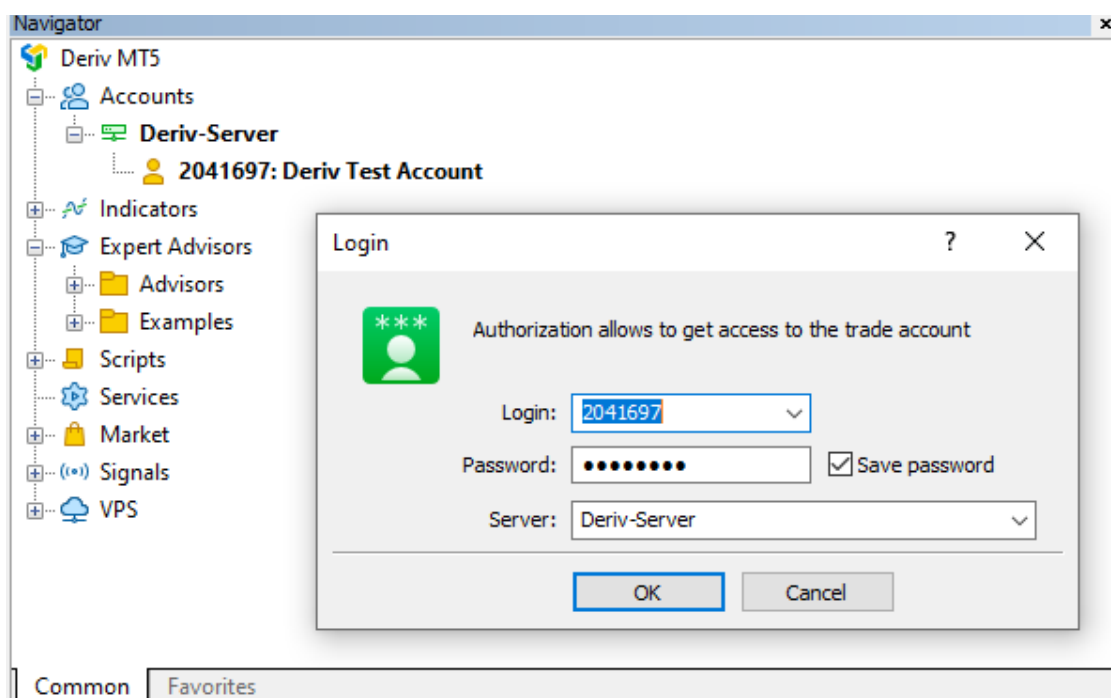 Navigator
Deriv MT5
Accounts
Deriv-Server
2041697: Deriv Test Account
Indicators
Expert Advisors
Advisors
Examples
Scripts
Services
Market
Signals
VPS
Login
?
***
Authorization allows to get access to the trade account
Login: 2041697
Password: ●●●●●●●● Save password
Server: Deriv-Server
OK Cancel
Common Favorites